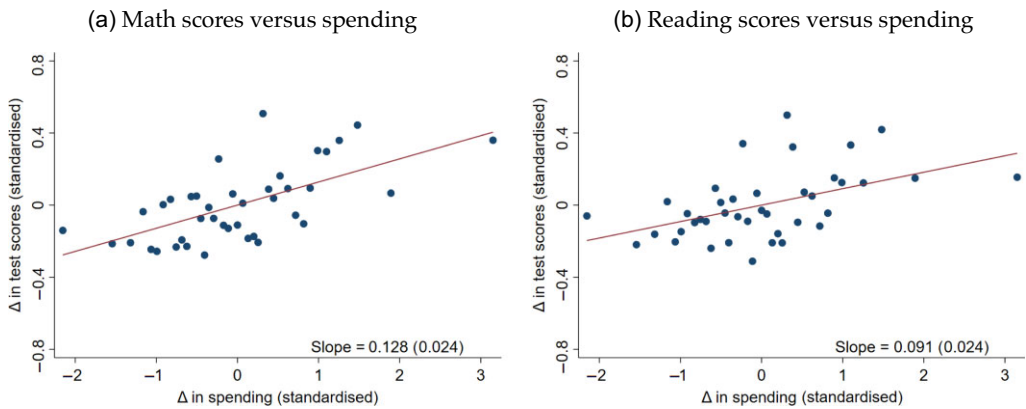 (a) Math scores versus spending
0.8
0.4
0
−0.4
−0.8
Δ in test scores (standardised)
Slope = 0.128 (0.024)
−2 −1 0 1 2 3
Δ in spending (standardised)
(b) Reading scores versus spending
0.8
0.4
0
−0.4
−0.8
Δ in test scores (standardised)
Slope = 0.091 (0.024)
−2 −1 0 1 2 3
Δ in spending (standardised)